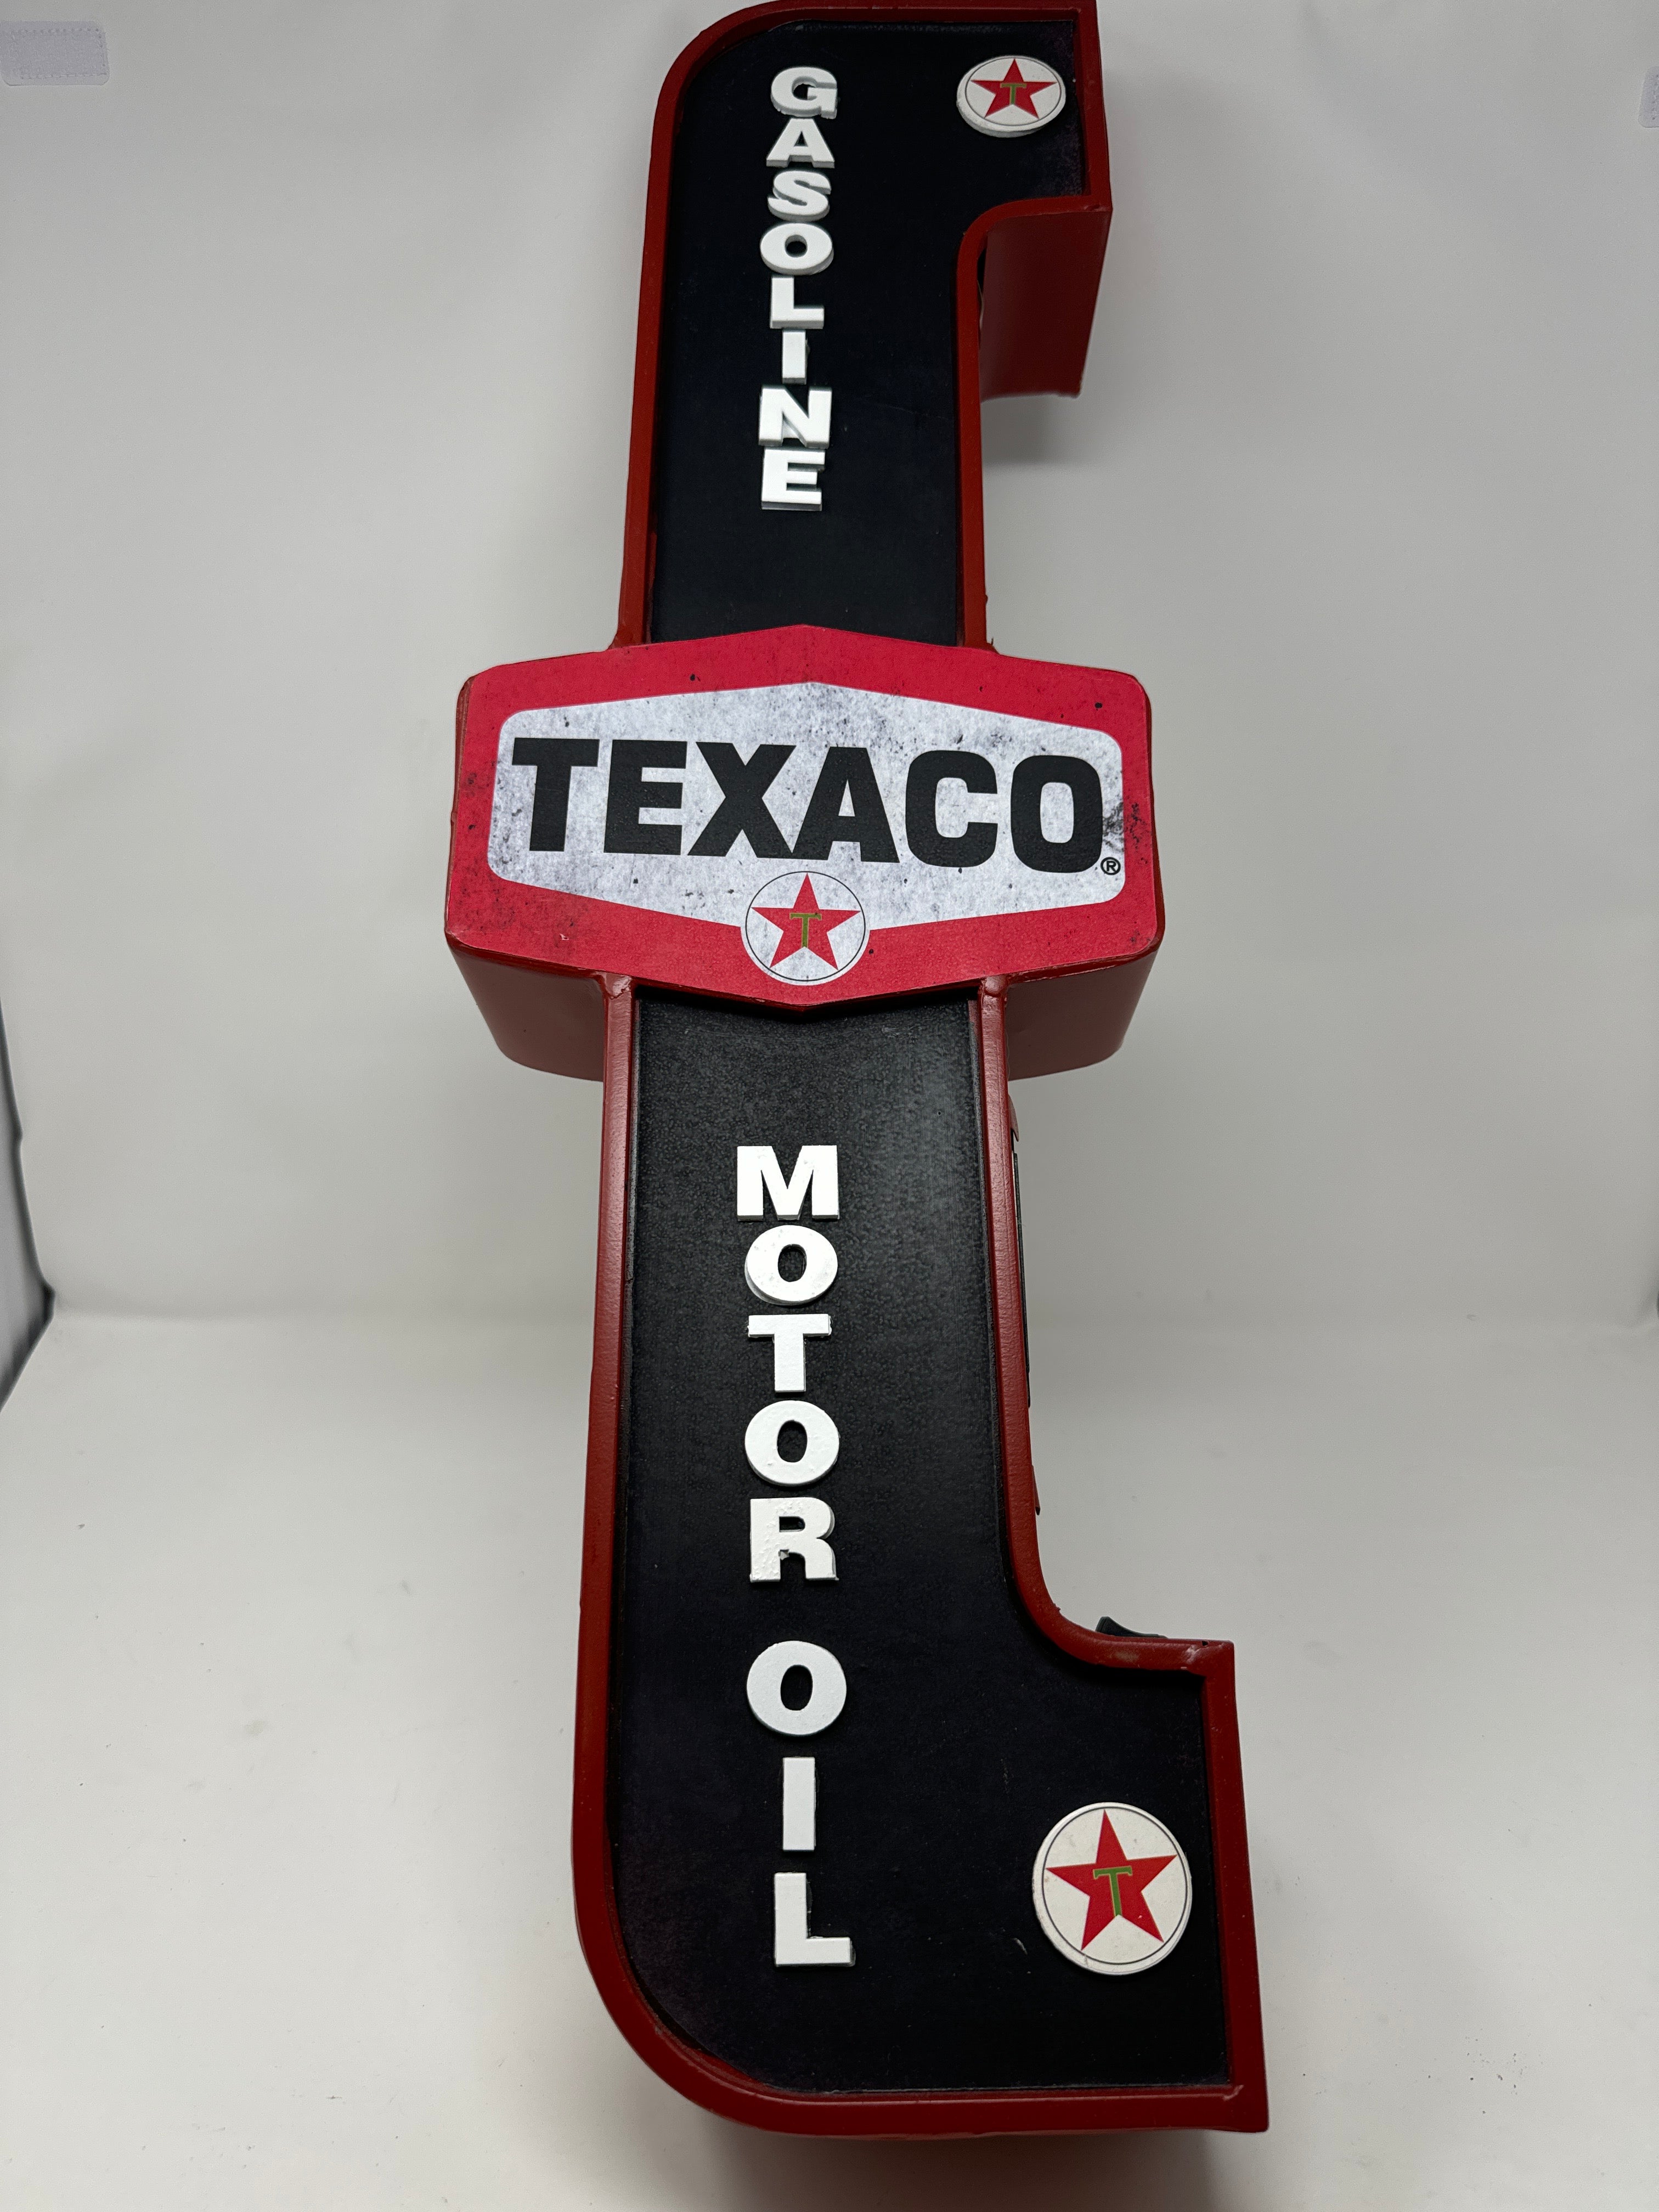 T
GASOLINE
TEXACO®
T
MOTOR OIL
T